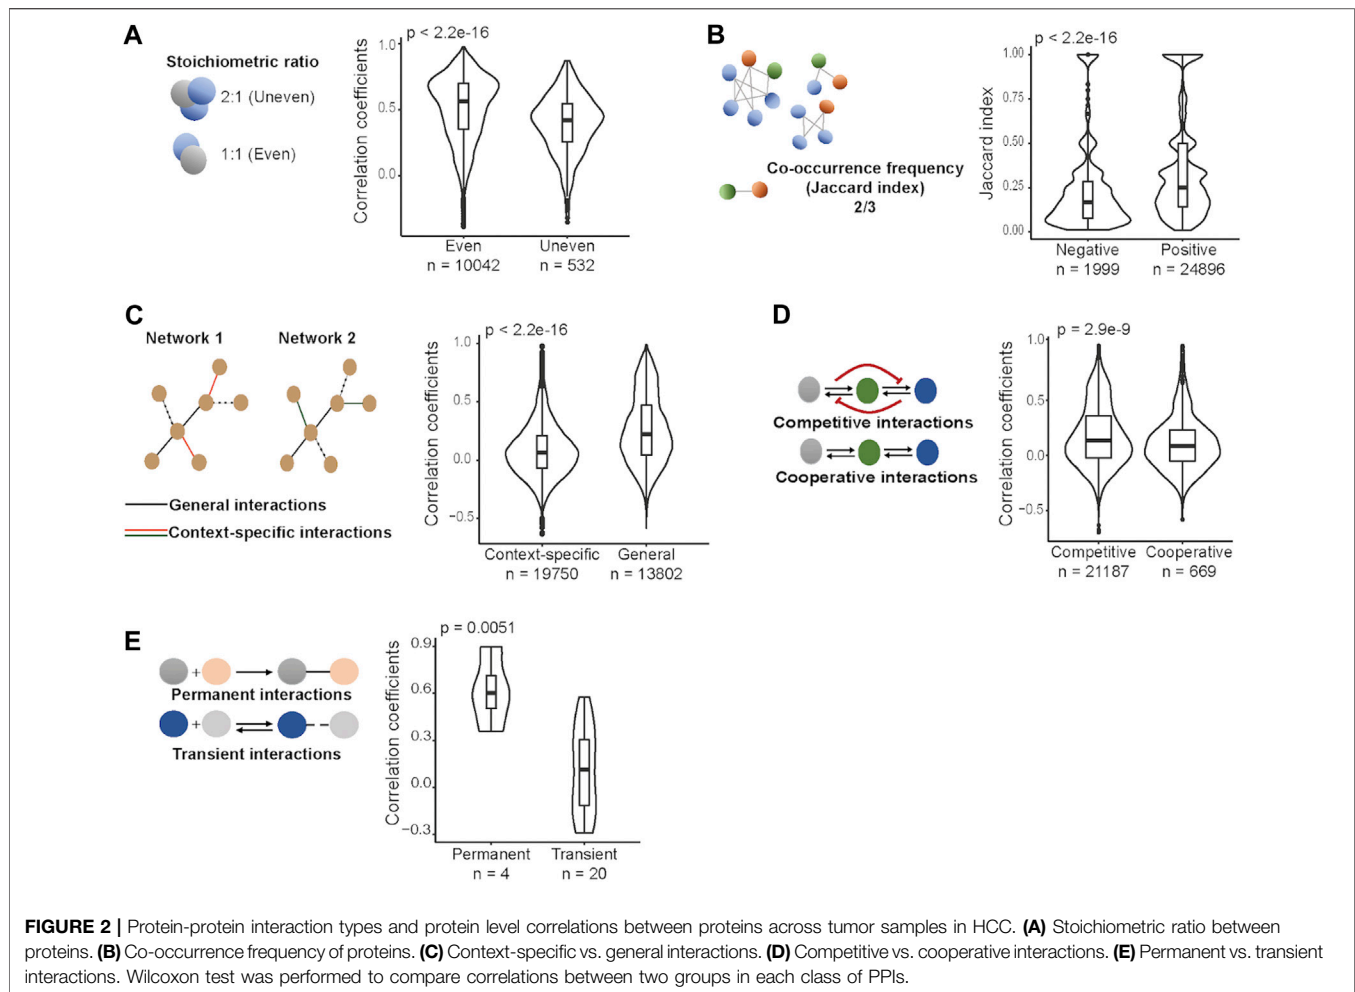 A
Stoichiometric ratio
2:1 (Uneven)
1:1 (Even)
p < 2.2e-16
Correlation coefficients
1.0
0.5
0.0
Even
Uneven
n = 10042
n = 532
B
Co-occurrence frequency
(Jaccard index)
2/3
p < 2.2e-16
Jaccard index
1.00
0.75
0.50
0.25
0.00
Negative
Positive
n = 1999
n = 24896
C
Network 1
Network 2
General interactions
Context-specific interactions
p < 2.2e-16
Correlation coefficients
1.0
0.5
0.0
−0.5
Context-specific
General
n = 19750
n = 13802
D
Competitive interactions
Cooperative interactions
p = 2.9e-9
Correlation coefficients
1.0
0.5
0.0
−0.5
Competitive
Cooperative
n = 21187
n = 669
E
+
Permanent interactions
+
Transient interactions
p = 0.0051
Correlation coefficients
0.9
0.6
0.3
0.0
−0.3
Permanent
Transient
n = 4
n = 20
FIGURE 2 | Protein-protein interaction types and protein level correlations between proteins across tumor samples in HCC. (A) Stoichiometric ratio between
proteins. (B) Co-occurrence frequency of proteins. (C) Context-specific vs. general interactions. (D) Competitive vs. cooperative interactions. (E) Permanent vs. transient
interactions. Wilcoxon test was performed to compare correlations between two groups in each class of PPIs.